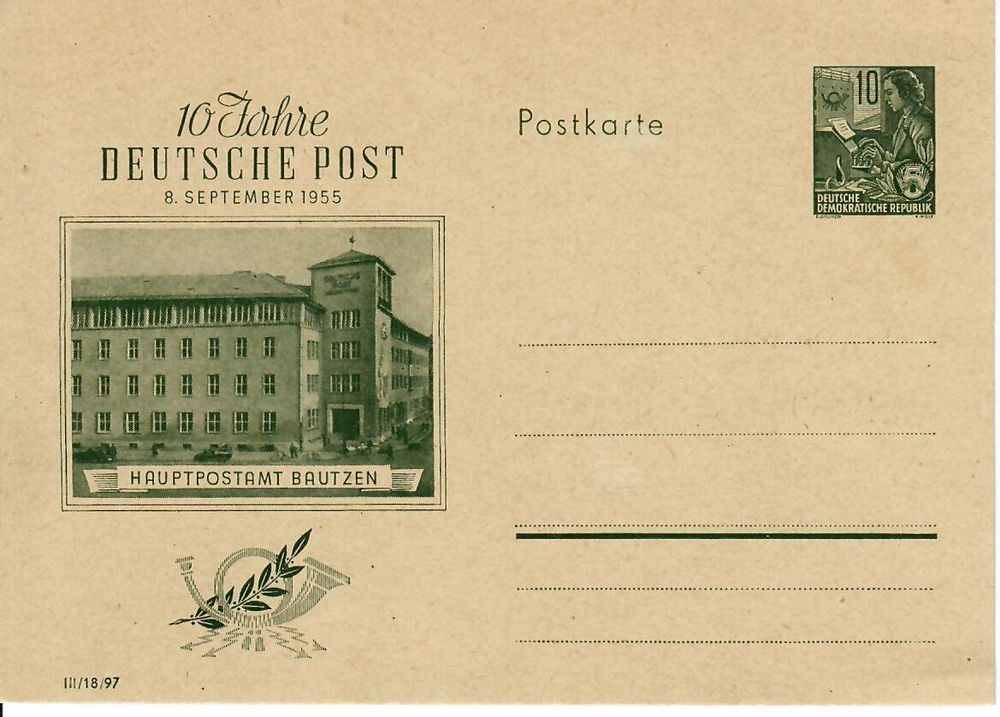 10 Jahre
DEUTSCHE POST
8. SEPTEMBER 1955
HAUPTPOSTAMT BAUTZEN
III/18/97
Postkarte
10
DEUTSCHE
DEMOKRATISCHE REPUBLIK